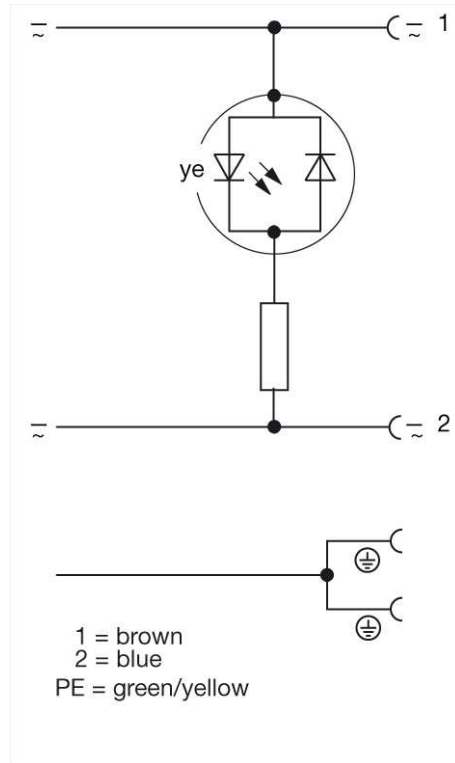 ⎓
~ 1
ye
⎓
~ 2
1 = brown
2 = blue
PE = green/yellow